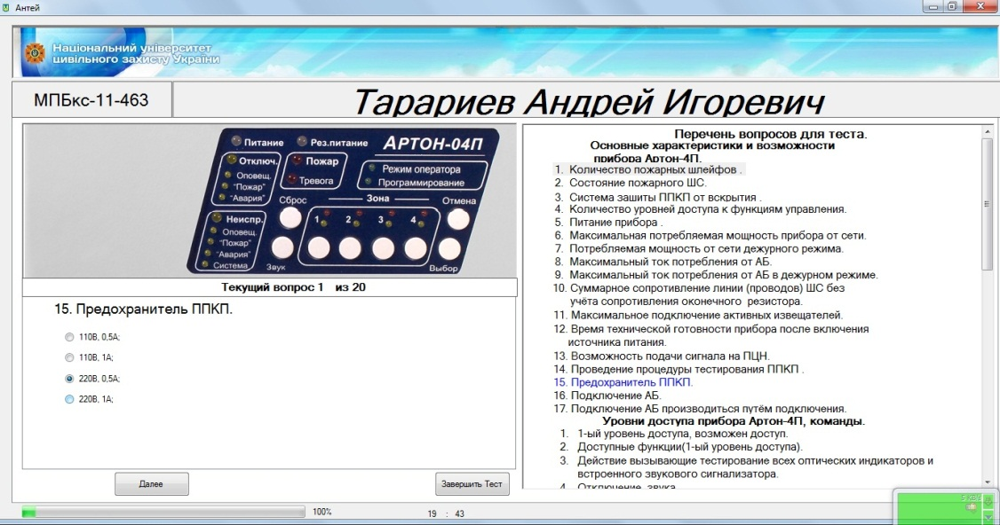 Антей
Національний університет
цивільного захисту України
МПБкс-11-463
Тарариев Андрей Игоревич
Питание
Рез.питание
АРТОН-04П
Отключ.
Оповещ.
"Пожар"
"Авария"
Пожар
Тревога
Режим оператора
Программирование
Сброс
Зона
Отмена
Неиспр.
Оповещ.
"Пожар"
"Авария"
Система
1 2 3 4
Звук
Выбор
Текущий вопрос 1 из 20
15. Предохранитель ППКП.
110В, 0,5А;
110В, 1А;
220В, 0,5А;
220В, 1А;
Далее
Завершить Тест
100%
19 : 43
Перечень вопросов для теста.
Основные характеристики и возможности
прибора Артон-4П.
1. Количество пожарных шлейфов .
2. Состояние пожарного ШС.
3. Система зашиты ППКП от вскрытия .
4. Количество уровней доступа к функциям управления.
5. Питание прибора .
6. Максимальная потребляемая мощность прибора от сети.
7. Потребляемая мощность от сети дежурного режима.
8. Максимальный ток потребления от АБ.
9. Максимальный ток потребления от АБ в дежурном режиме.
10. Суммарное сопротивление линии (проводов) ШС без
учёта сопротивления оконечного резистора.
11. Максимальное подключение активных извещателей.
12. Время технической готовности прибора после включения
источника питания.
13. Возможность подачи сигнала на ПЦН.
14. Проведение процедуры тестирования ППКП .
15. Предохранитель ППКП.
16. Подключение АБ.
17. Подключение АБ производиться путём подключения.
Уровни доступа прибора Артон-4П, команды.
1. 1-ый уровень доступа, возможен доступ.
2. Доступные функции(1-ый уровень доступа).
3. Действие вызывающие тестирование всех оптических индикаторов и
встроенного звукового сигнализатора.
4. Отключение звука